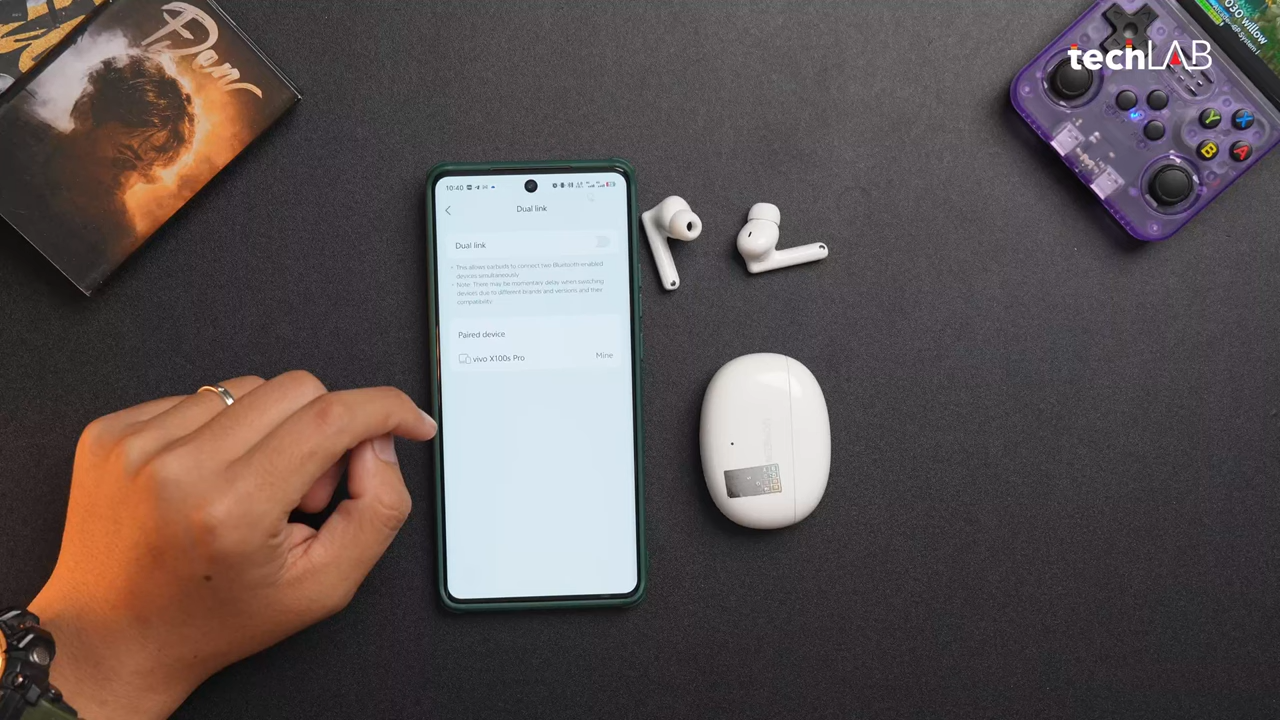 Den
techLAB
Y
X
B
A
10:40
Dual link
Dual link
• This allows earbuds to connect two Bluetooth-enabled
devices simultaneously
• Note: There may be momentary delay when switching
devices due to different brands and versions and their
compatibility.
Paired device
vivo X100s Pro
Mine